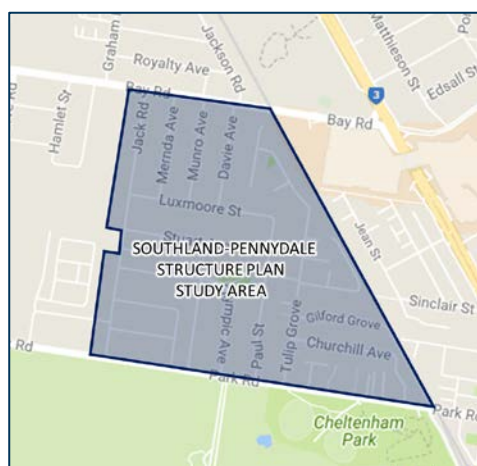 Graham
Jackson Rd
Matthieson St
Edsall St
Royalty Ave
3
Hamlet St
Bay Rd
Bay Rd
Jack Rd
Mernda Ave
Munro Ave
Davie Ave
Luxmoore St
Jean St
SOUTHLAND-PENNYDALE
STRUCTURE PLAN
STUDY AREA
Sinclair St
Gilford Grove
Paul St
Tulip Grove
Churchill Ave
Rd
Park Rd
Park Rd
Cheltenham
Park